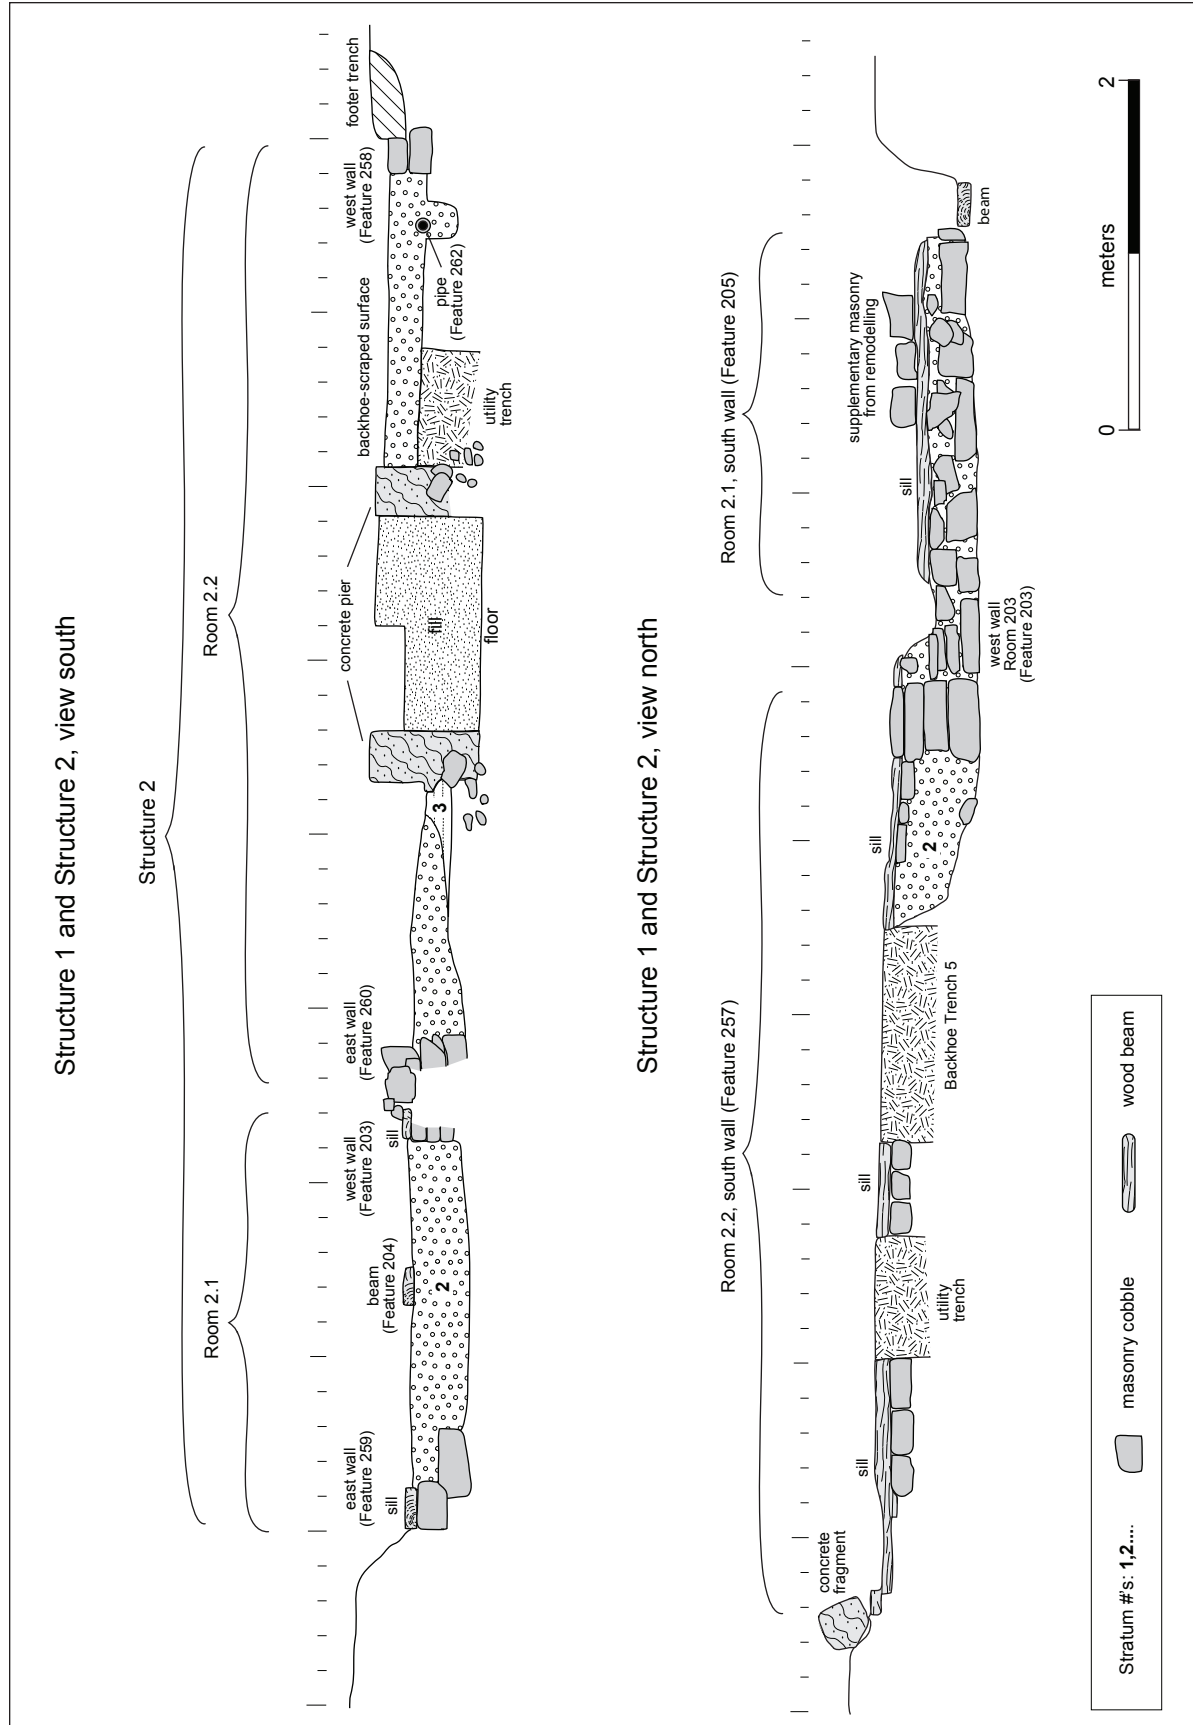 Structure 1 and Structure 2, view south
Structure 2
Room 2.1
Room 2.2
east wall
(Feature 259)
sill
beam
(Feature 204)
west wall
(Feature 203)
sill
east wall
(Feature 260)
concrete pier
backhoe-scraped surface
west wall
(Feature 258)
footer trench
2
3
fill
floor
utility
trench
pipe
(Feature 262)
Structure 1 and Structure 2, view north
Room 2.2, south wall (Feature 257)
Room 2.1, south wall (Feature 205)
concrete
fragment
sill
sill
sill
sill
supplementary masonry
from remodelling
utility
trench
Backhoe Trench 5
2
west wall
Room 203
(Feature 203)
beam
Stratum #'s: 1,2....
masonry cobble
wood beam
0
meters
2